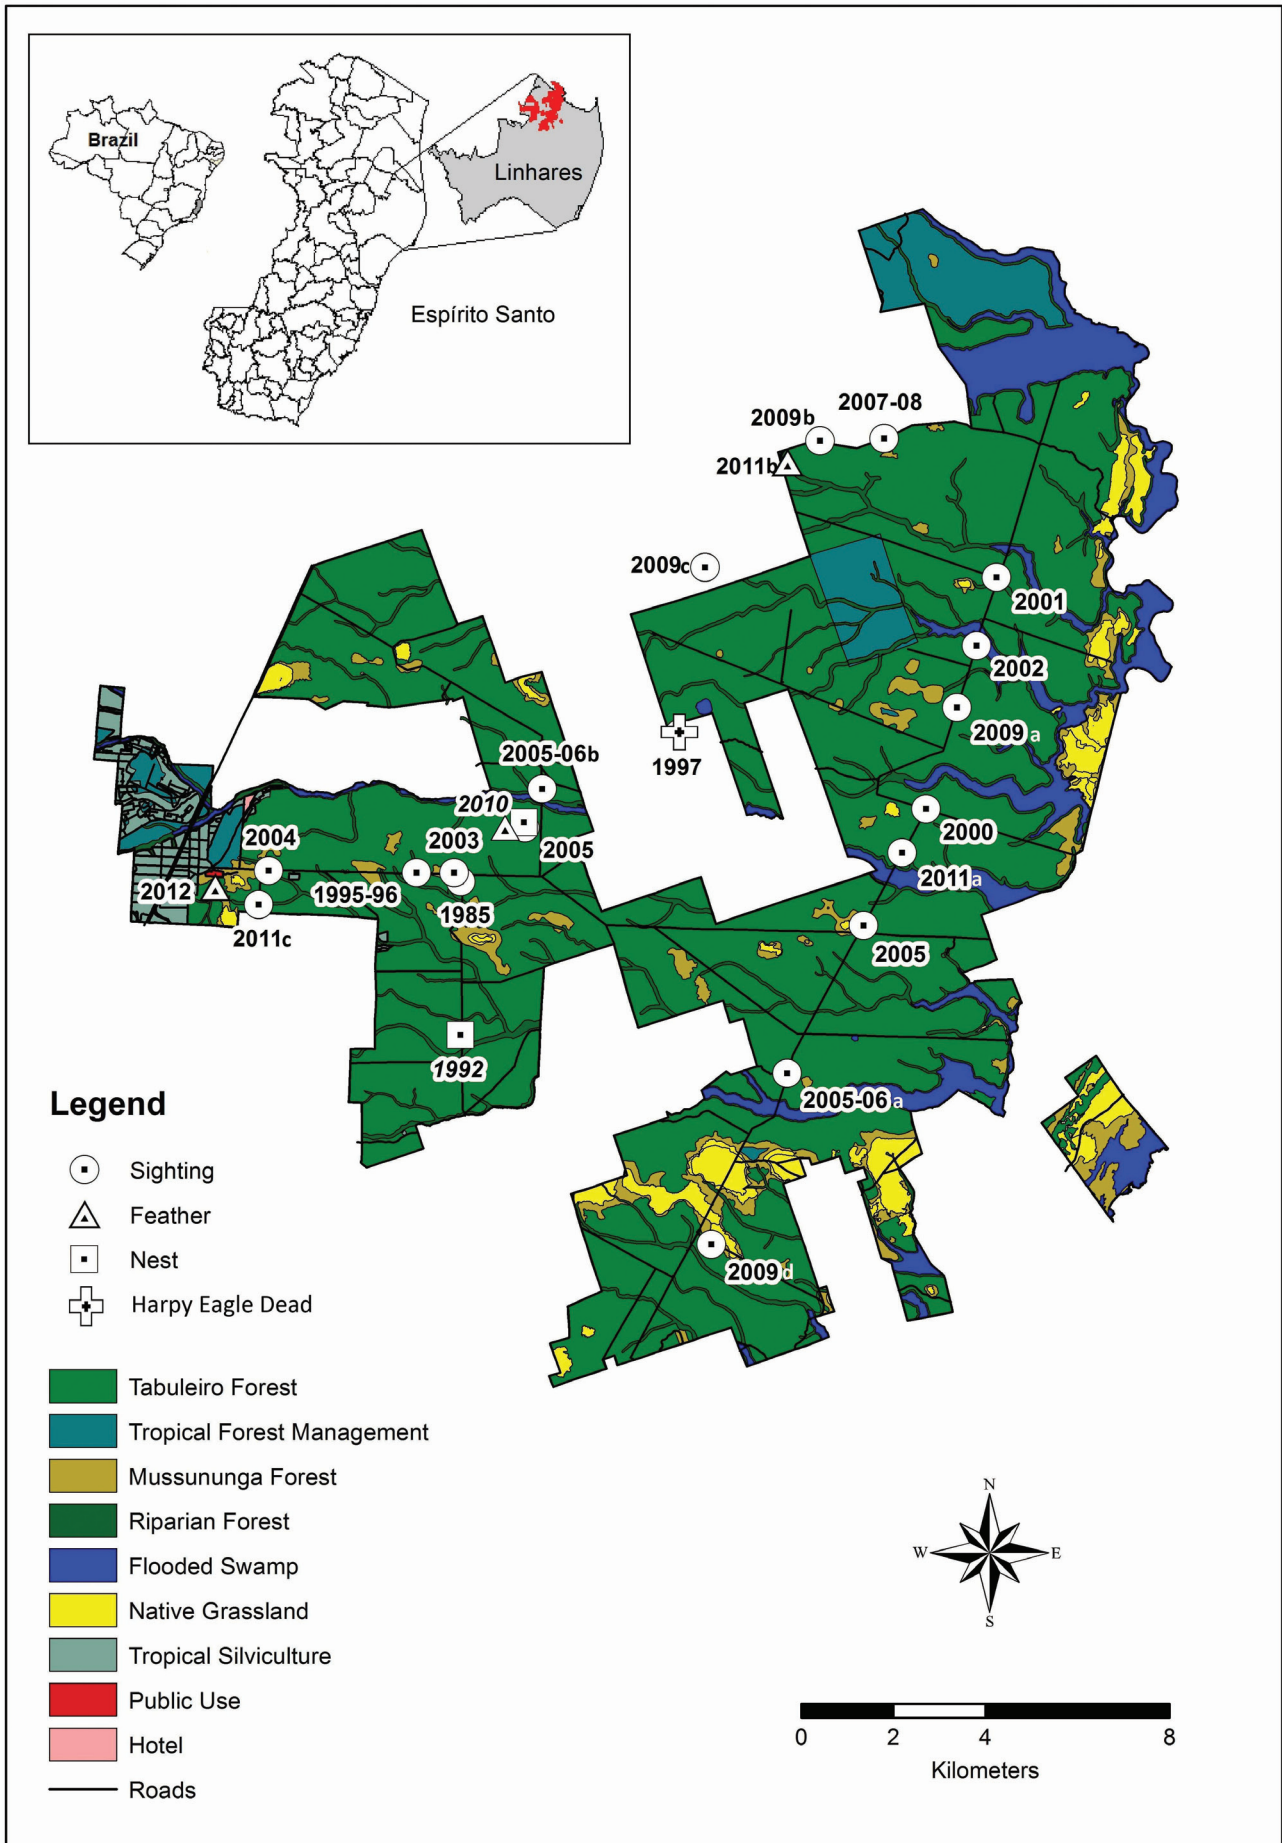 Brazil
Linhares
Espírito Santo
2007-08
2009b
2011b
2009c
2001
2002
2009a
1997
2005-06b
2010
2000
2004
2003
2005
2011a
2012
1995-96
1985
2011c
2005
1992
2005-06a
2009d
Legend
Sighting
Feather
Nest
Harpy Eagle Dead
Tabuleiro Forest
Tropical Forest Management
Mussununga Forest
Riparian Forest
Flooded Swamp
Native Grassland
Tropical Silviculture
Public Use
Hotel
Roads
N
W E
S
0 2 4 8
Kilometers